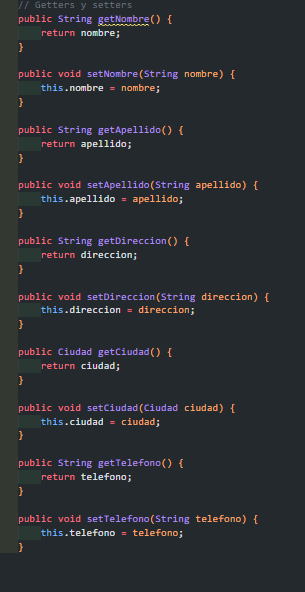 // Getters y setters
public String getNombre() {
    return nombre;
}

public void setNombre(String nombre) {
    this.nombre = nombre;
}

public String getApellido() {
    return apellido;
}

public void setApellido(String apellido) {
    this.apellido = apellido;
}

public String getDireccion() {
    return direccion;
}

public void setDireccion(String direccion) {
    this.direccion = direccion;
}

public Ciudad getCiudad() {
    return ciudad;
}

public void setCiudad(Ciudad ciudad) {
    this.ciudad = ciudad;
}

public String getTelefono() {
    return telefono;
}

public void setTelefono(String telefono) {
    this.telefono = telefono;
}